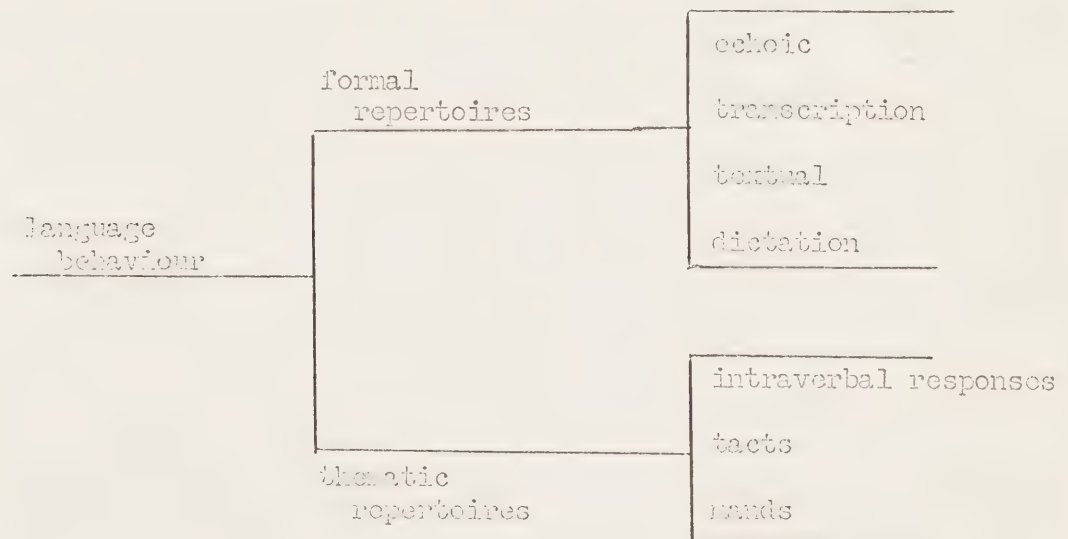 language
behaviour
formal
repertoires
echoic
transcription
textual
dictation
thematic
repertoires
intraverbal responses
tacts
mands